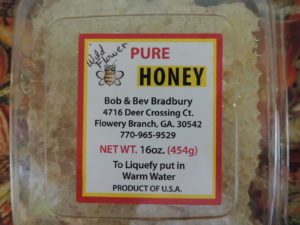 Wild
Flower
PURE
HONEY
Bob & Bev Bradbury
4716 Deer Crossing Ct.
Flowery Branch, GA. 30542
770-965-9529
NET WT. 16oz. (454g)
To Liquefy put in
Warm Water
PRODUCT OF U.S.A.